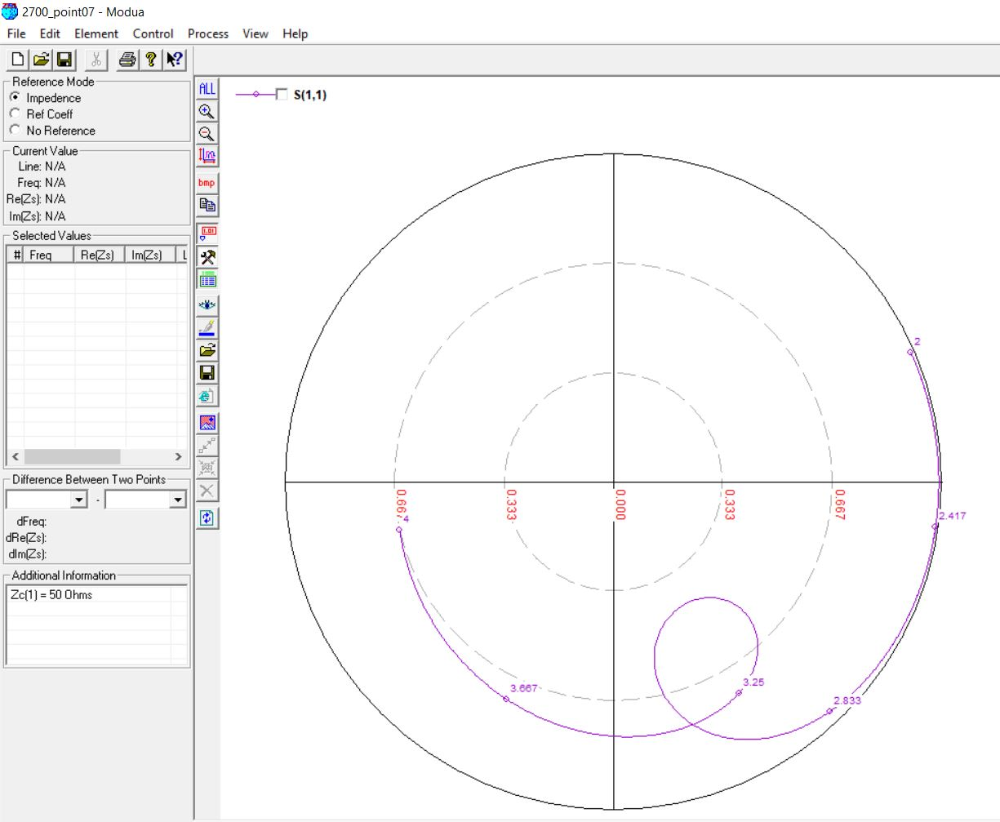 2700_point07 - Modua
File Edit Element Control Process View Help
Reference Mode
Impedence
Ref Coeff
No Reference
Current Value
Line: N/A
Freq: N/A
Re(Zs): N/A
Im(Zs): N/A
Selected Values
# Freq Re(Zs) Im(Zs) L
Difference Between Two Points
-
dFreq:
dRe(Zs):
dIm(Zs):
Additional Information
Zc(1) = 50 Ohms
ALL
bmp
1.01
S(1,1)
2
2.417
0.667
0.333
0.000
0.333
0.667
4
3.667
3.25
2.833